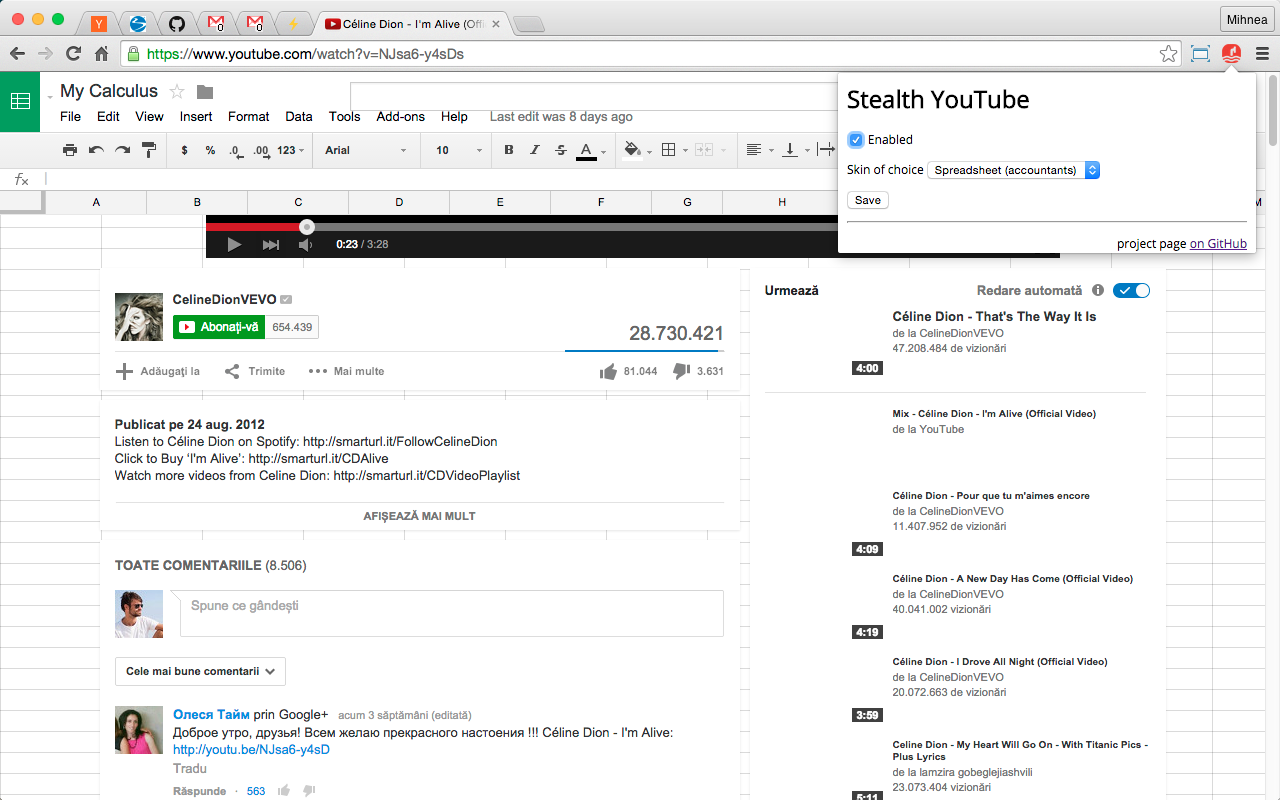 Y
0
0
Céline Dion - I'm Alive (Offi
Mihnea
https://www.youtube.com/watch?v=NJsa6-y4sDs
My Calculus
File Edit View Insert Format Data Tools Add-ons Help Last edit was 8 days ago
$ % .0 .00 123 Arial 10 B I S A
fx
A B C D E F G H M
Stealth YouTube
Enabled
Skin of choice Spreadsheet (accountants)
Save
project page on GitHub
0:23 / 3:28
CelineDionVEVO
Abonați-vă 654.439
28.730.421
Adăugați la Trimite Mai multe 81.044 3.631
Publicat pe 24 aug. 2012
Listen to Céline Dion on Spotify: http://smarturl.it/FollowCelineDion
Click to Buy ‘I'm Alive’: http://smarturl.it/CDAlive
Watch more videos from Celine Dion: http://smarturl.it/CDVideoPlaylist
AFIȘEAZĂ MAI MULT
TOATE COMENTARIILE (8.506)
Spune ce gândești
Cele mai bune comentarii
Олеся Тайм prin Google+ acum 3 săptămâni (editată)
Доброе утро, друзья! Всем желаю прекрасного настоения !!! Céline Dion - I'm Alive:
http://youtu.be/NJsa6-y4sD
Tradu
Răspunde · 563
Urmează Redare automată
Céline Dion - That's The Way It Is
de la CelineDionVEVO
47.208.484 de vizionări
4:00
Mix - Céline Dion - I'm Alive (Official Video)
de la YouTube
Céline Dion - Pour que tu m'aimes encore
de la CelineDionVEVO
11.407.952 de vizionări
4:09
Céline Dion - A New Day Has Come (Official Video)
de la CelineDionVEVO
40.041.002 vizionări
4:19
Céline Dion - I Drove All Night (Official Video)
de la CelineDionVEVO
20.072.663 de vizionări
3:59
Celine Dion - My Heart Will Go On - With Titanic Pics -
Plus Lyrics
de la lamzira gobeglejiashvili
23.073.404 de vizionări
5:11